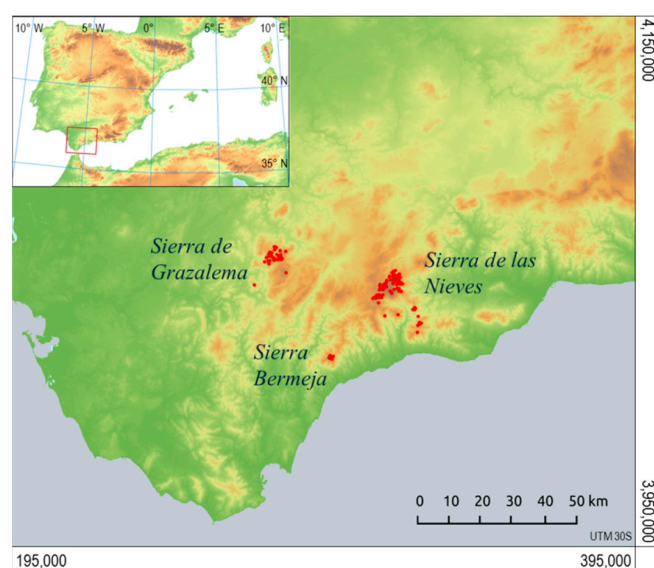 10° W 5° W 0° 5° E 10° E
40° N
35° N
4,150,000
Sierra de
Grazalema
Sierra de las
Nieves
Sierra
Bermeja
0 10 20 30 40 50 km
UTM 30S
3,950,000
195,000 395,000